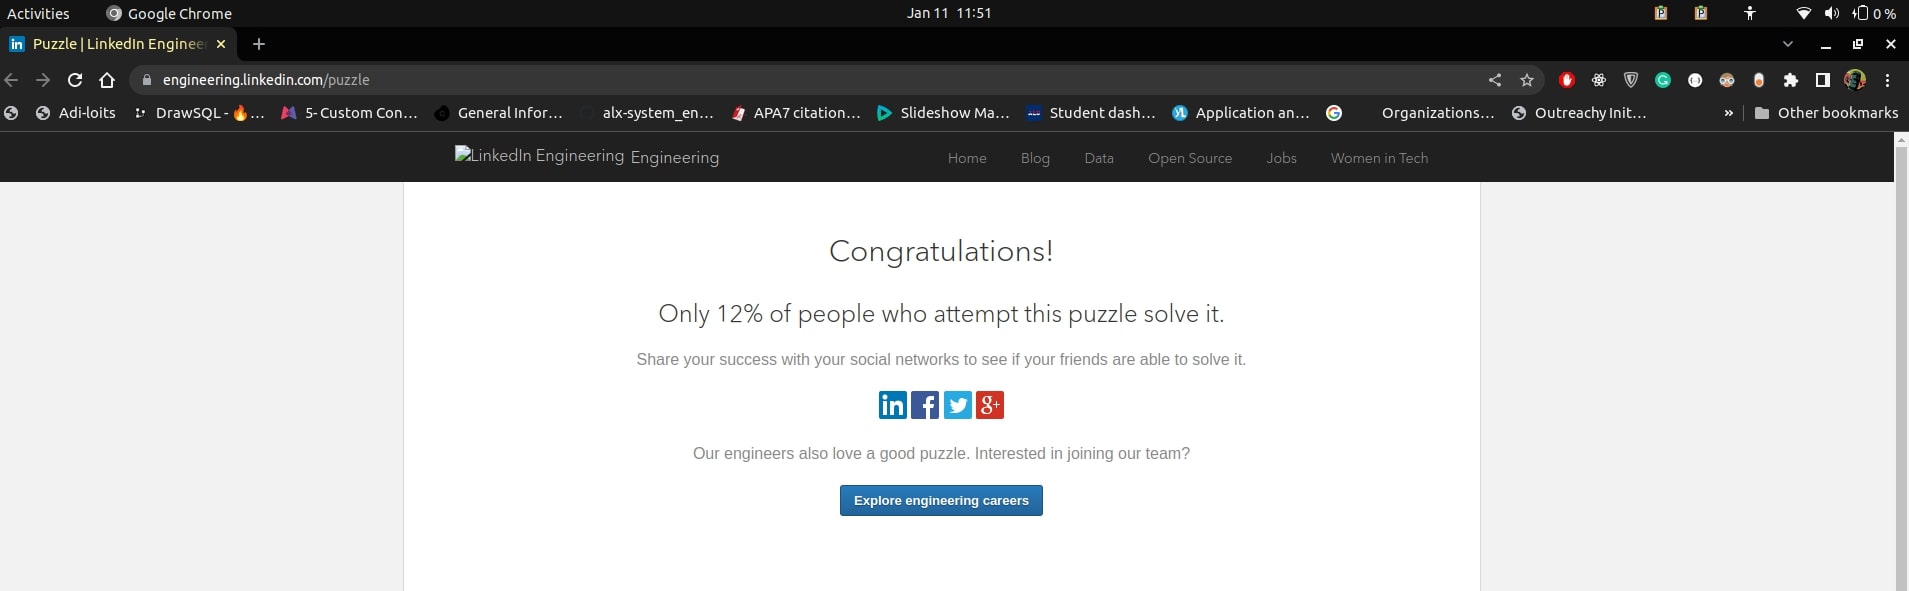 Activities Google Chrome Jan 11 11:51 0 %
Puzzle | LinkedIn Engineer
engineering.linkedin.com/puzzle
Adi-loits DrawSQL - 🔥... 5- Custom Con... General Infor... alx-system_en... APA7 citation... Slideshow Ma... Student dash... Application an... Organizations... Outreachy Init... » Other bookmarks
LinkedIn Engineering Engineering Home Blog Data Open Source Jobs Women in Tech
Congratulations!
Only 12% of people who attempt this puzzle solve it.
Share your success with your social networks to see if your friends are able to solve it.
in f g+
Our engineers also love a good puzzle. Interested in joining our team?
Explore engineering careers